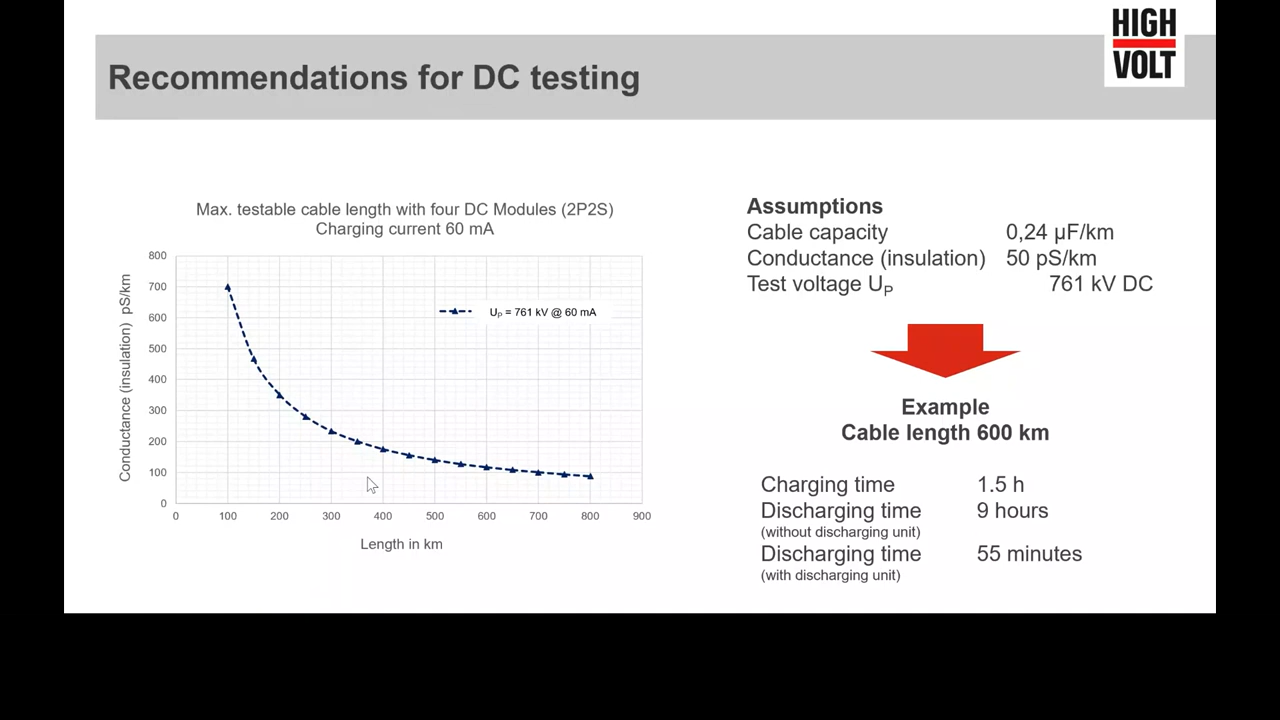 HIGH
VOLT
Recommendations for DC testing
Max. testable cable length with four DC Modules (2P2S)
Charging current 60 mA
800
700
600
500
400
300
200
100
0
Conductance (insulation) pS/km
UP = 761 kV @ 60 mA
0 100 200 300 400 500 600 700 800 900
Length in km
Assumptions
Cable capacity 0,24 µF/km
Conductance (insulation) 50 pS/km
Test voltage UP 761 kV DC
Example
Cable length 600 km
Charging time 1.5 h
Discharging time 9 hours
(without discharging unit)
Discharging time 55 minutes
(with discharging unit)